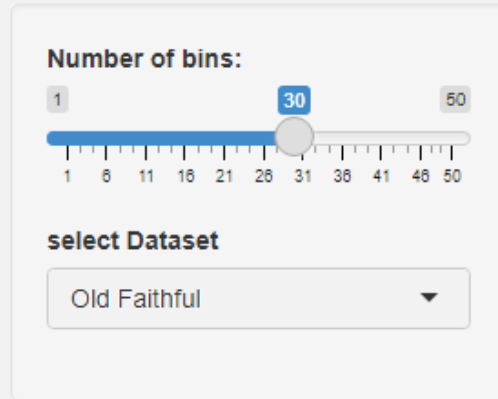 Number of bins:
1 30 50
1 6 11 16 21 26 31 36 41 46 50
select Dataset
Old Faithful